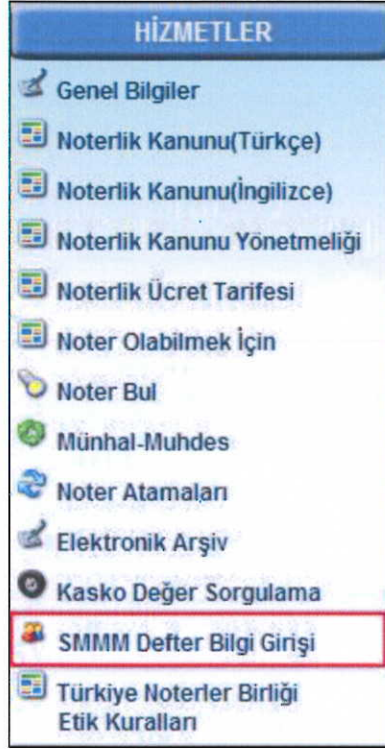 HİZMETLER
Genel Bilgiler
Noterlik Kanunu(Türkçe)
Noterlik Kanunu(İngilizce)
Noterlik Kanunu Yönetmeliği
Noterlik Ücret Tarifesi
Noter Olabilmek İçin
Noter Bul
Münhal-Muhdes
Noter Atamaları
Elektronik Arşiv
Kasko Değer Sorgulama
SMMM Defter Bilgi Girişi
Türkiye Noterler Birliği
Etik Kuralları